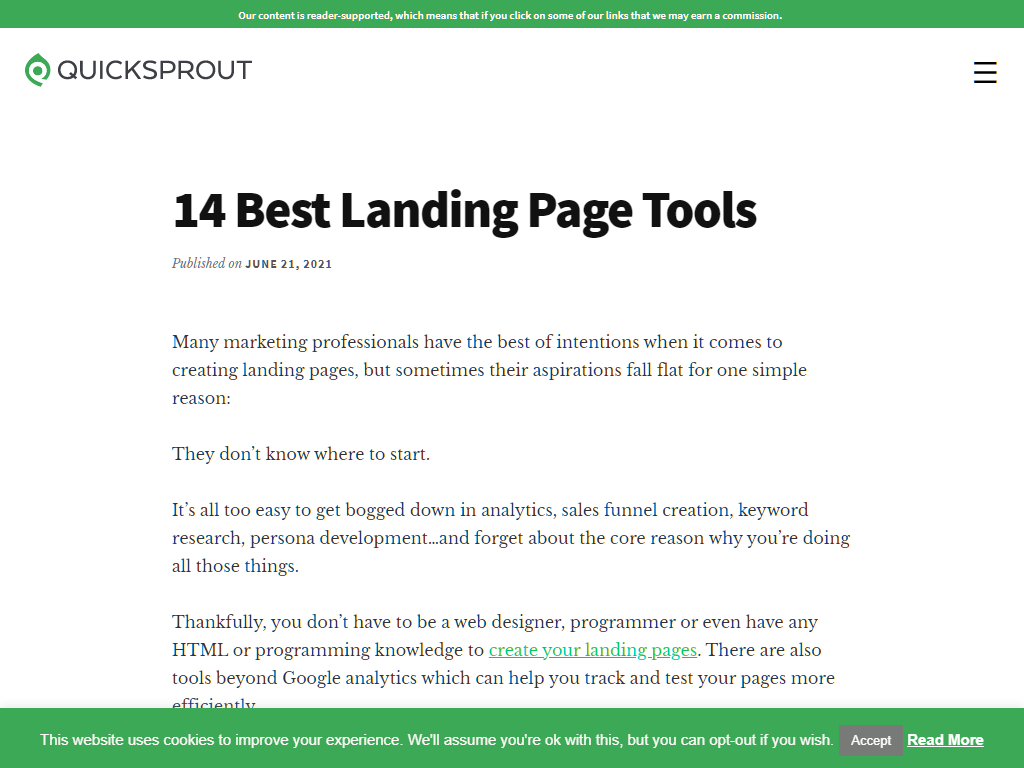 Our content is reader-supported, which means that if you click on some of our links that we may earn a commission.
QUICKSPROUT
14 Best Landing Page Tools
Published on JUNE 21, 2021
Many marketing professionals have the best of intentions when it comes to
creating landing pages, but sometimes their aspirations fall flat for one simple
reason:
They don’t know where to start.
It’s all too easy to get bogged down in analytics, sales funnel creation, keyword
research, persona development…and forget about the core reason why you’re doing
all those things.
Thankfully, you don’t have to be a web designer, programmer or even have any
HTML or programming knowledge to create your landing pages. There are also
tools beyond Google analytics which can help you track and test your pages more
efficiently.
This website uses cookies to improve your experience. We'll assume you're ok with this, but you can opt-out if you wish. Accept Read More